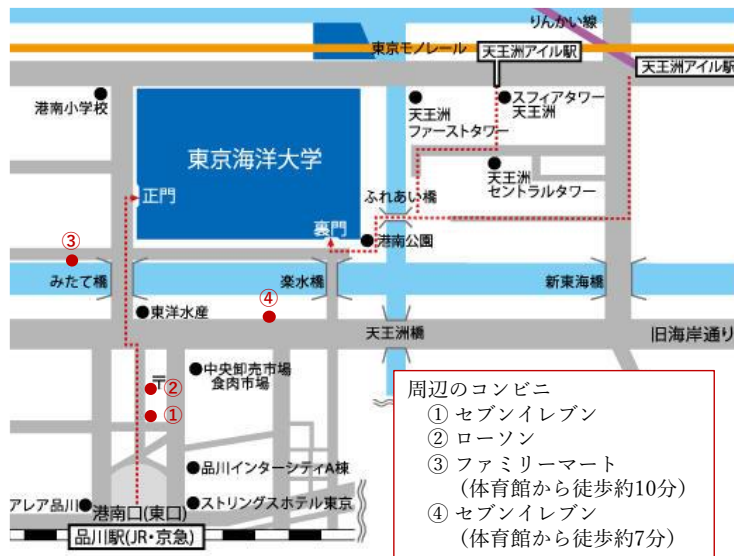 りんかい線
東京モノレール
天王洲アイル駅
天王洲アイル駅
港南小学校
スフィアタワー
天王洲
天王洲
ファーストタワー
東京海洋大学
天王洲
セントラルタワー
正門
ふれあい橋
裏門
港南公園
③
みたて橋
楽水橋
新東海橋
④
東洋水産
天王洲橋
旧海岸通り
中央卸売市場
食肉市場
〒
②
①
品川インターシティA棟
アレア品川
ストリングスホテル東京
港南口(東口)
品川駅(JR・京急)
周辺のコンビニ
① セブンイレブン
② ローソン
③ ファミリーマート
（体育館から徒歩約10分）
④ セブンイレブン
（体育館から徒歩約7分）